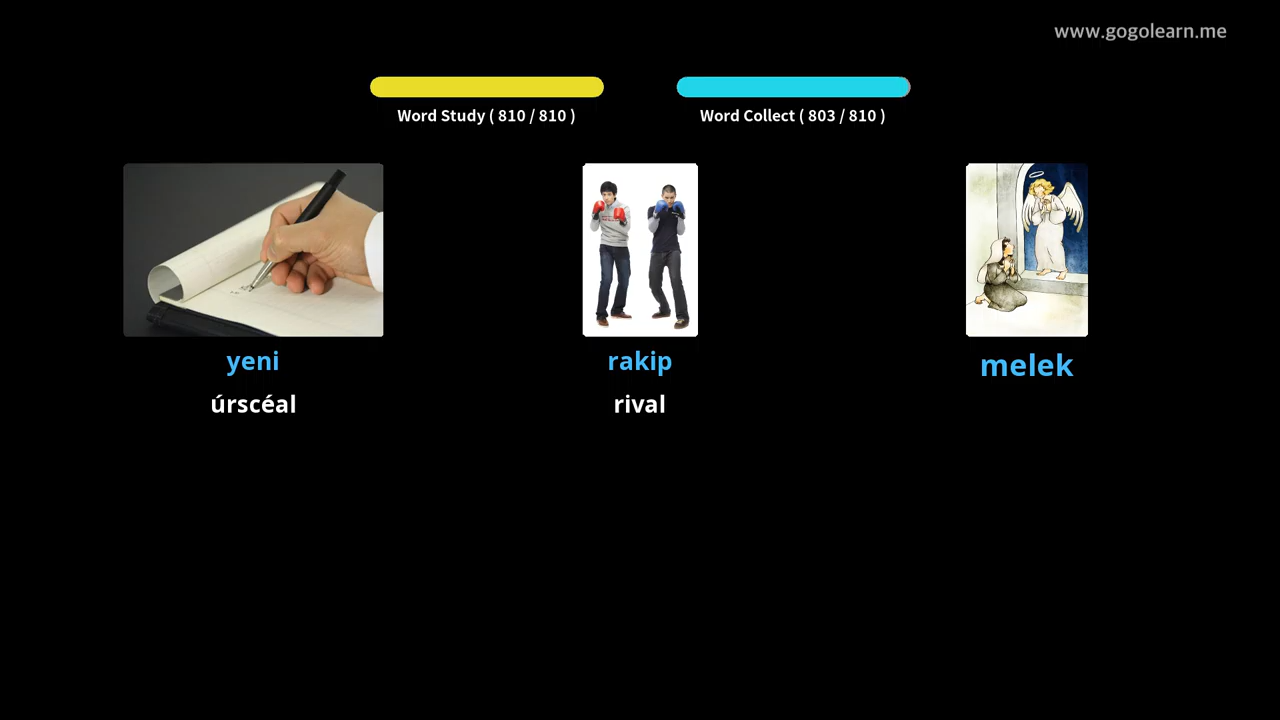 www.gogolearn.me
Word Study ( 810 / 810 )
Word Collect ( 803 / 810 )
yeni
úrscéal
rakip
rival
melek